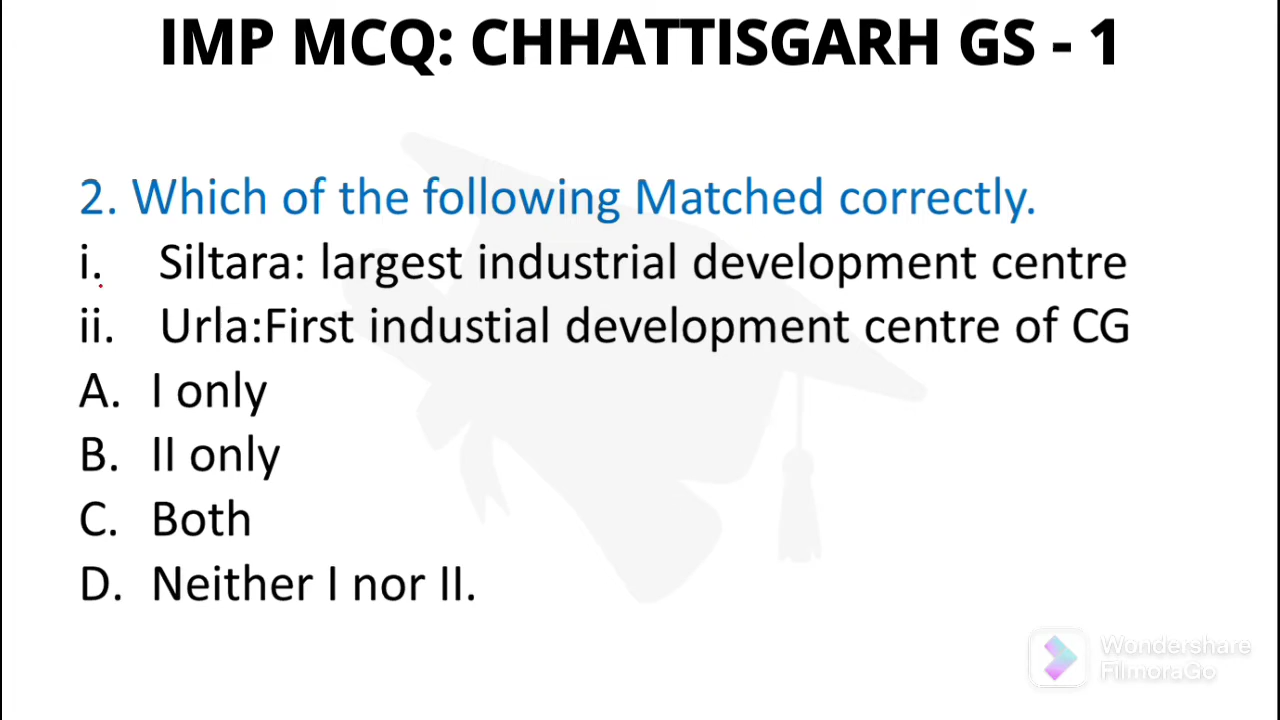 IMP MCQ: CHHATTISGARH GS - 1
2. Which of the following Matched correctly.
i. Siltara: largest industrial development centre
ii. Urla:First industial development centre of CG
A. I only
B. II only
C. Both
D. Neither I nor II.
Wondershare
FilmoraGo